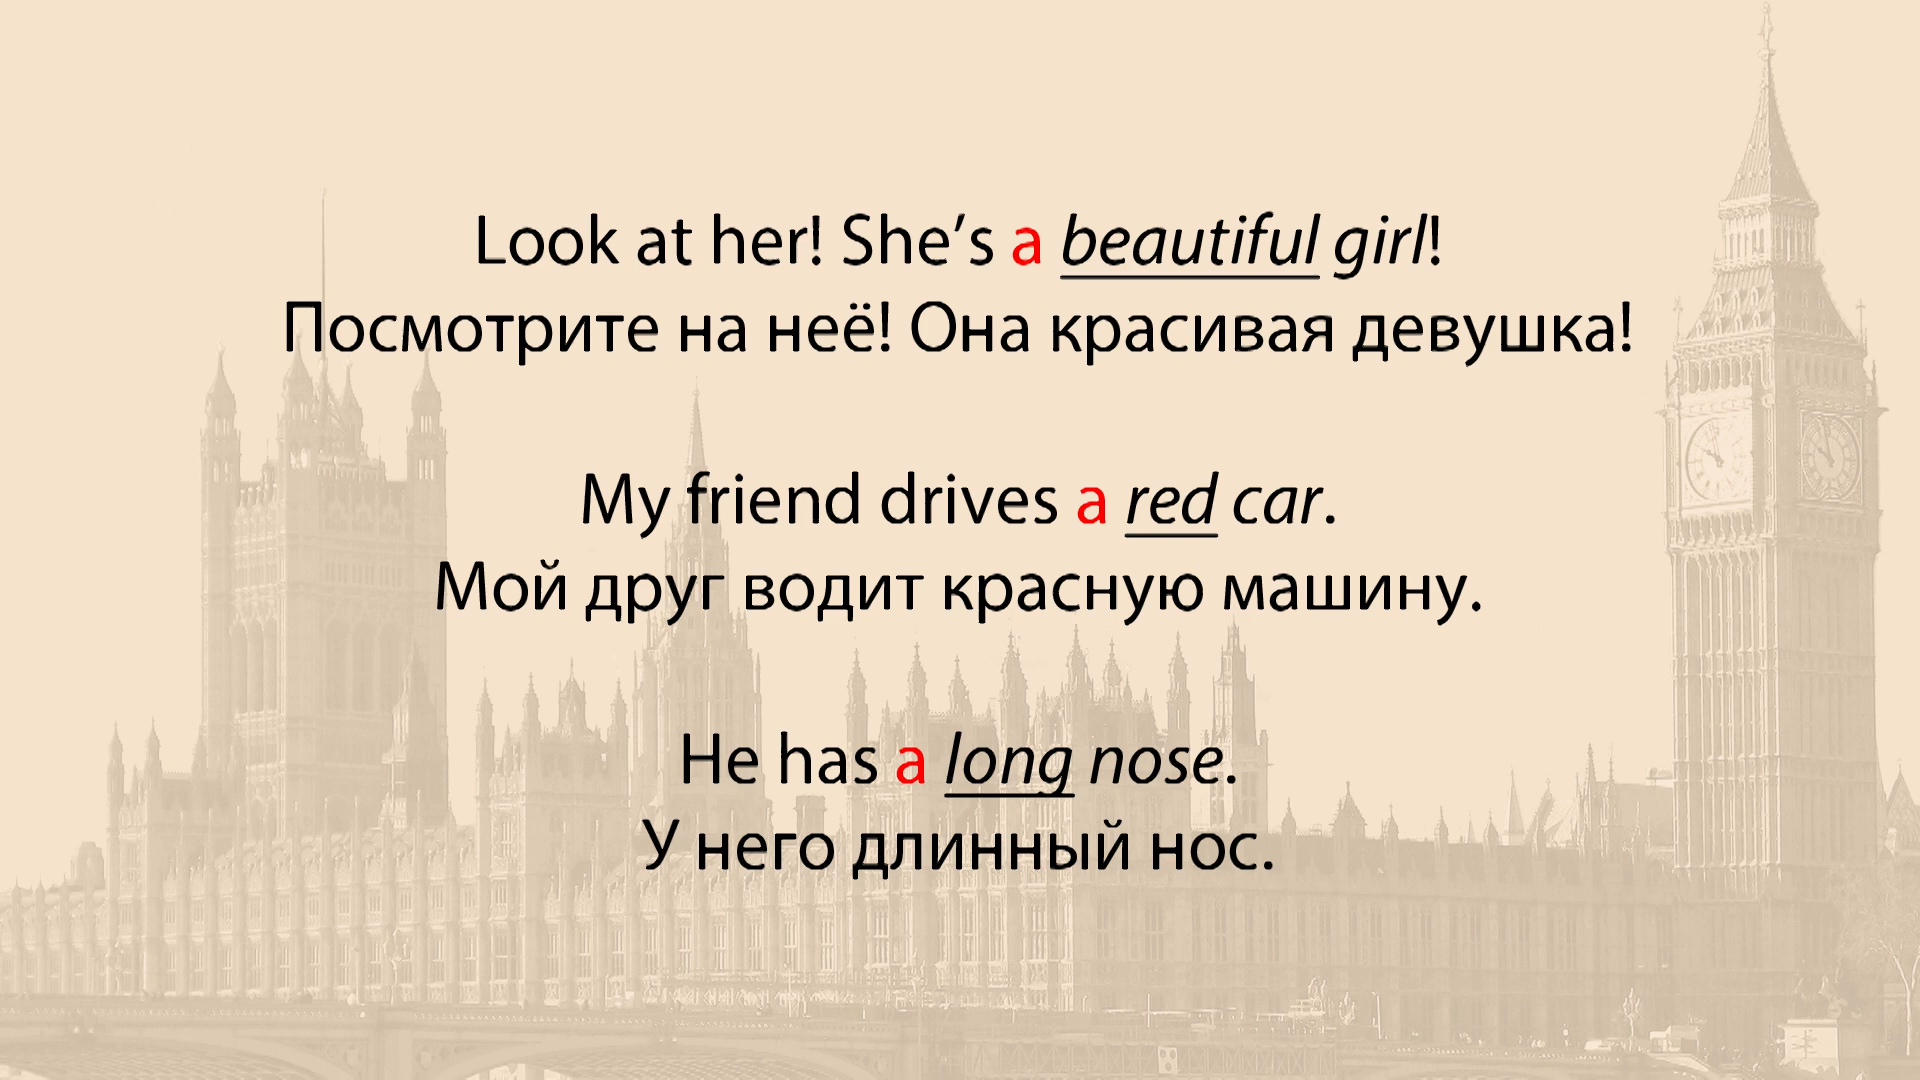 Look at her! She’s a beautiful girl!
Посмотрите на неё! Она красивая девушка!
My friend drives a red car.
Мой друг водит красную машину.
He has a long nose.
У него длинный нос.